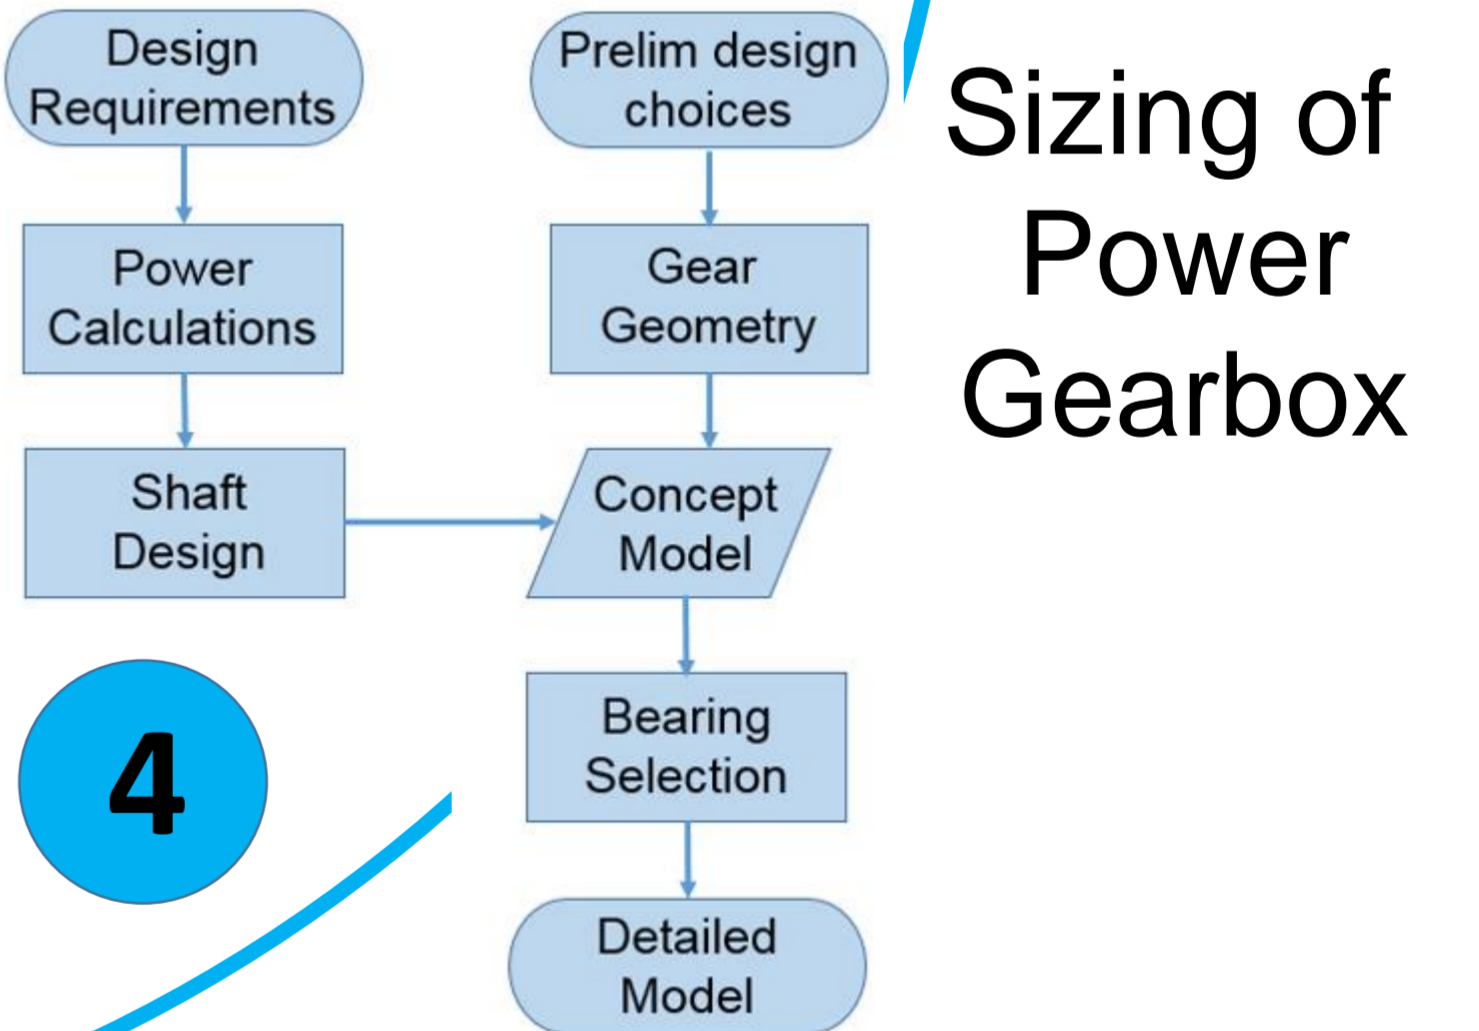 Design
Requirements
Prelim design
choices
Sizing of
Power
Gearbox
Power
Calculations
Gear
Geometry
Shaft
Design
Concept
Model
4
Bearing
Selection
Detailed
Model